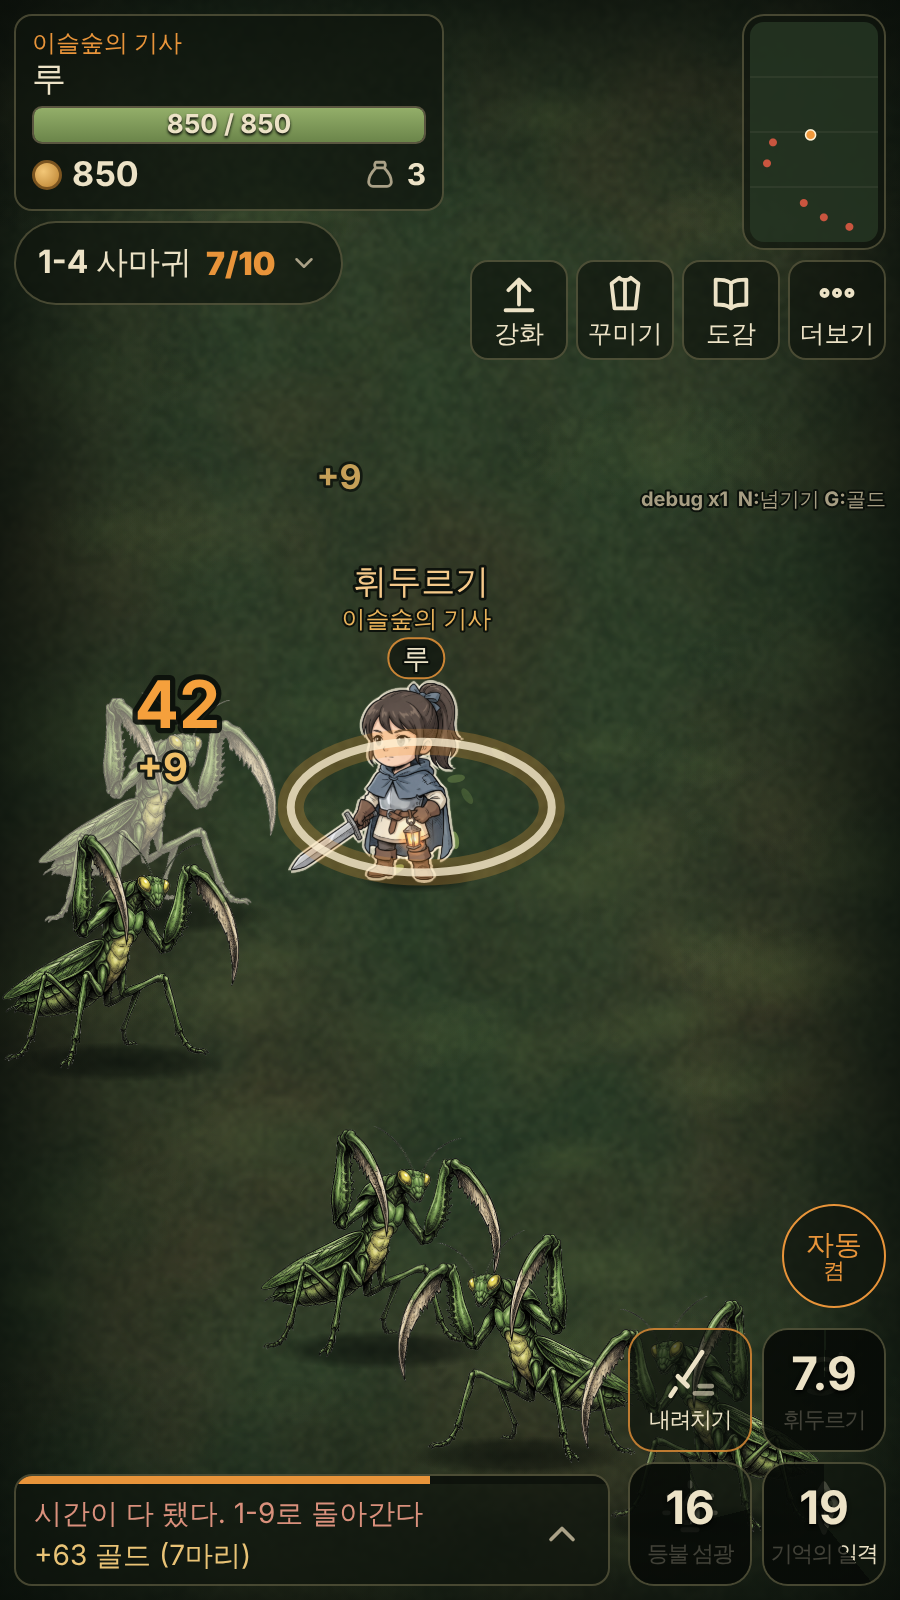 이슬숲의 기사
루
850 / 850
850
3
1-4 사마귀 7/10
강화
꾸미기
도감
더보기
+9
debug x1 N:넘기기 G:골드
휘두르기
이슬숲의 기사
루
42
+9
자동
켬
내려치기
7.9
휘두르기
16
등불 섬광
19
기억의 일격
시간이 다 됐다. 1-9로 돌아간다
+63 골드 (7마리)